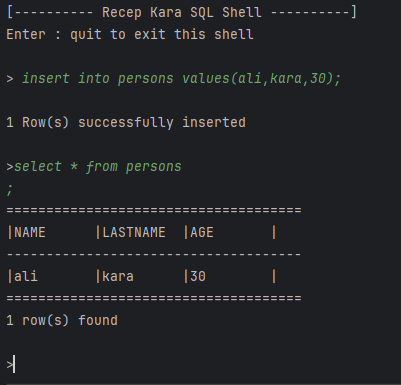 [---------- Recep Kara SQL Shell ----------]
Enter : quit to exit this shell
> insert into persons values(ali,kara,30);
1 Row(s) successfully inserted
>select * from persons
;
=====================================
|NAME      |LASTNAME  |AGE       |
-------------------------------------
|ali       |kara      |30        |
=====================================
1 row(s) found
>